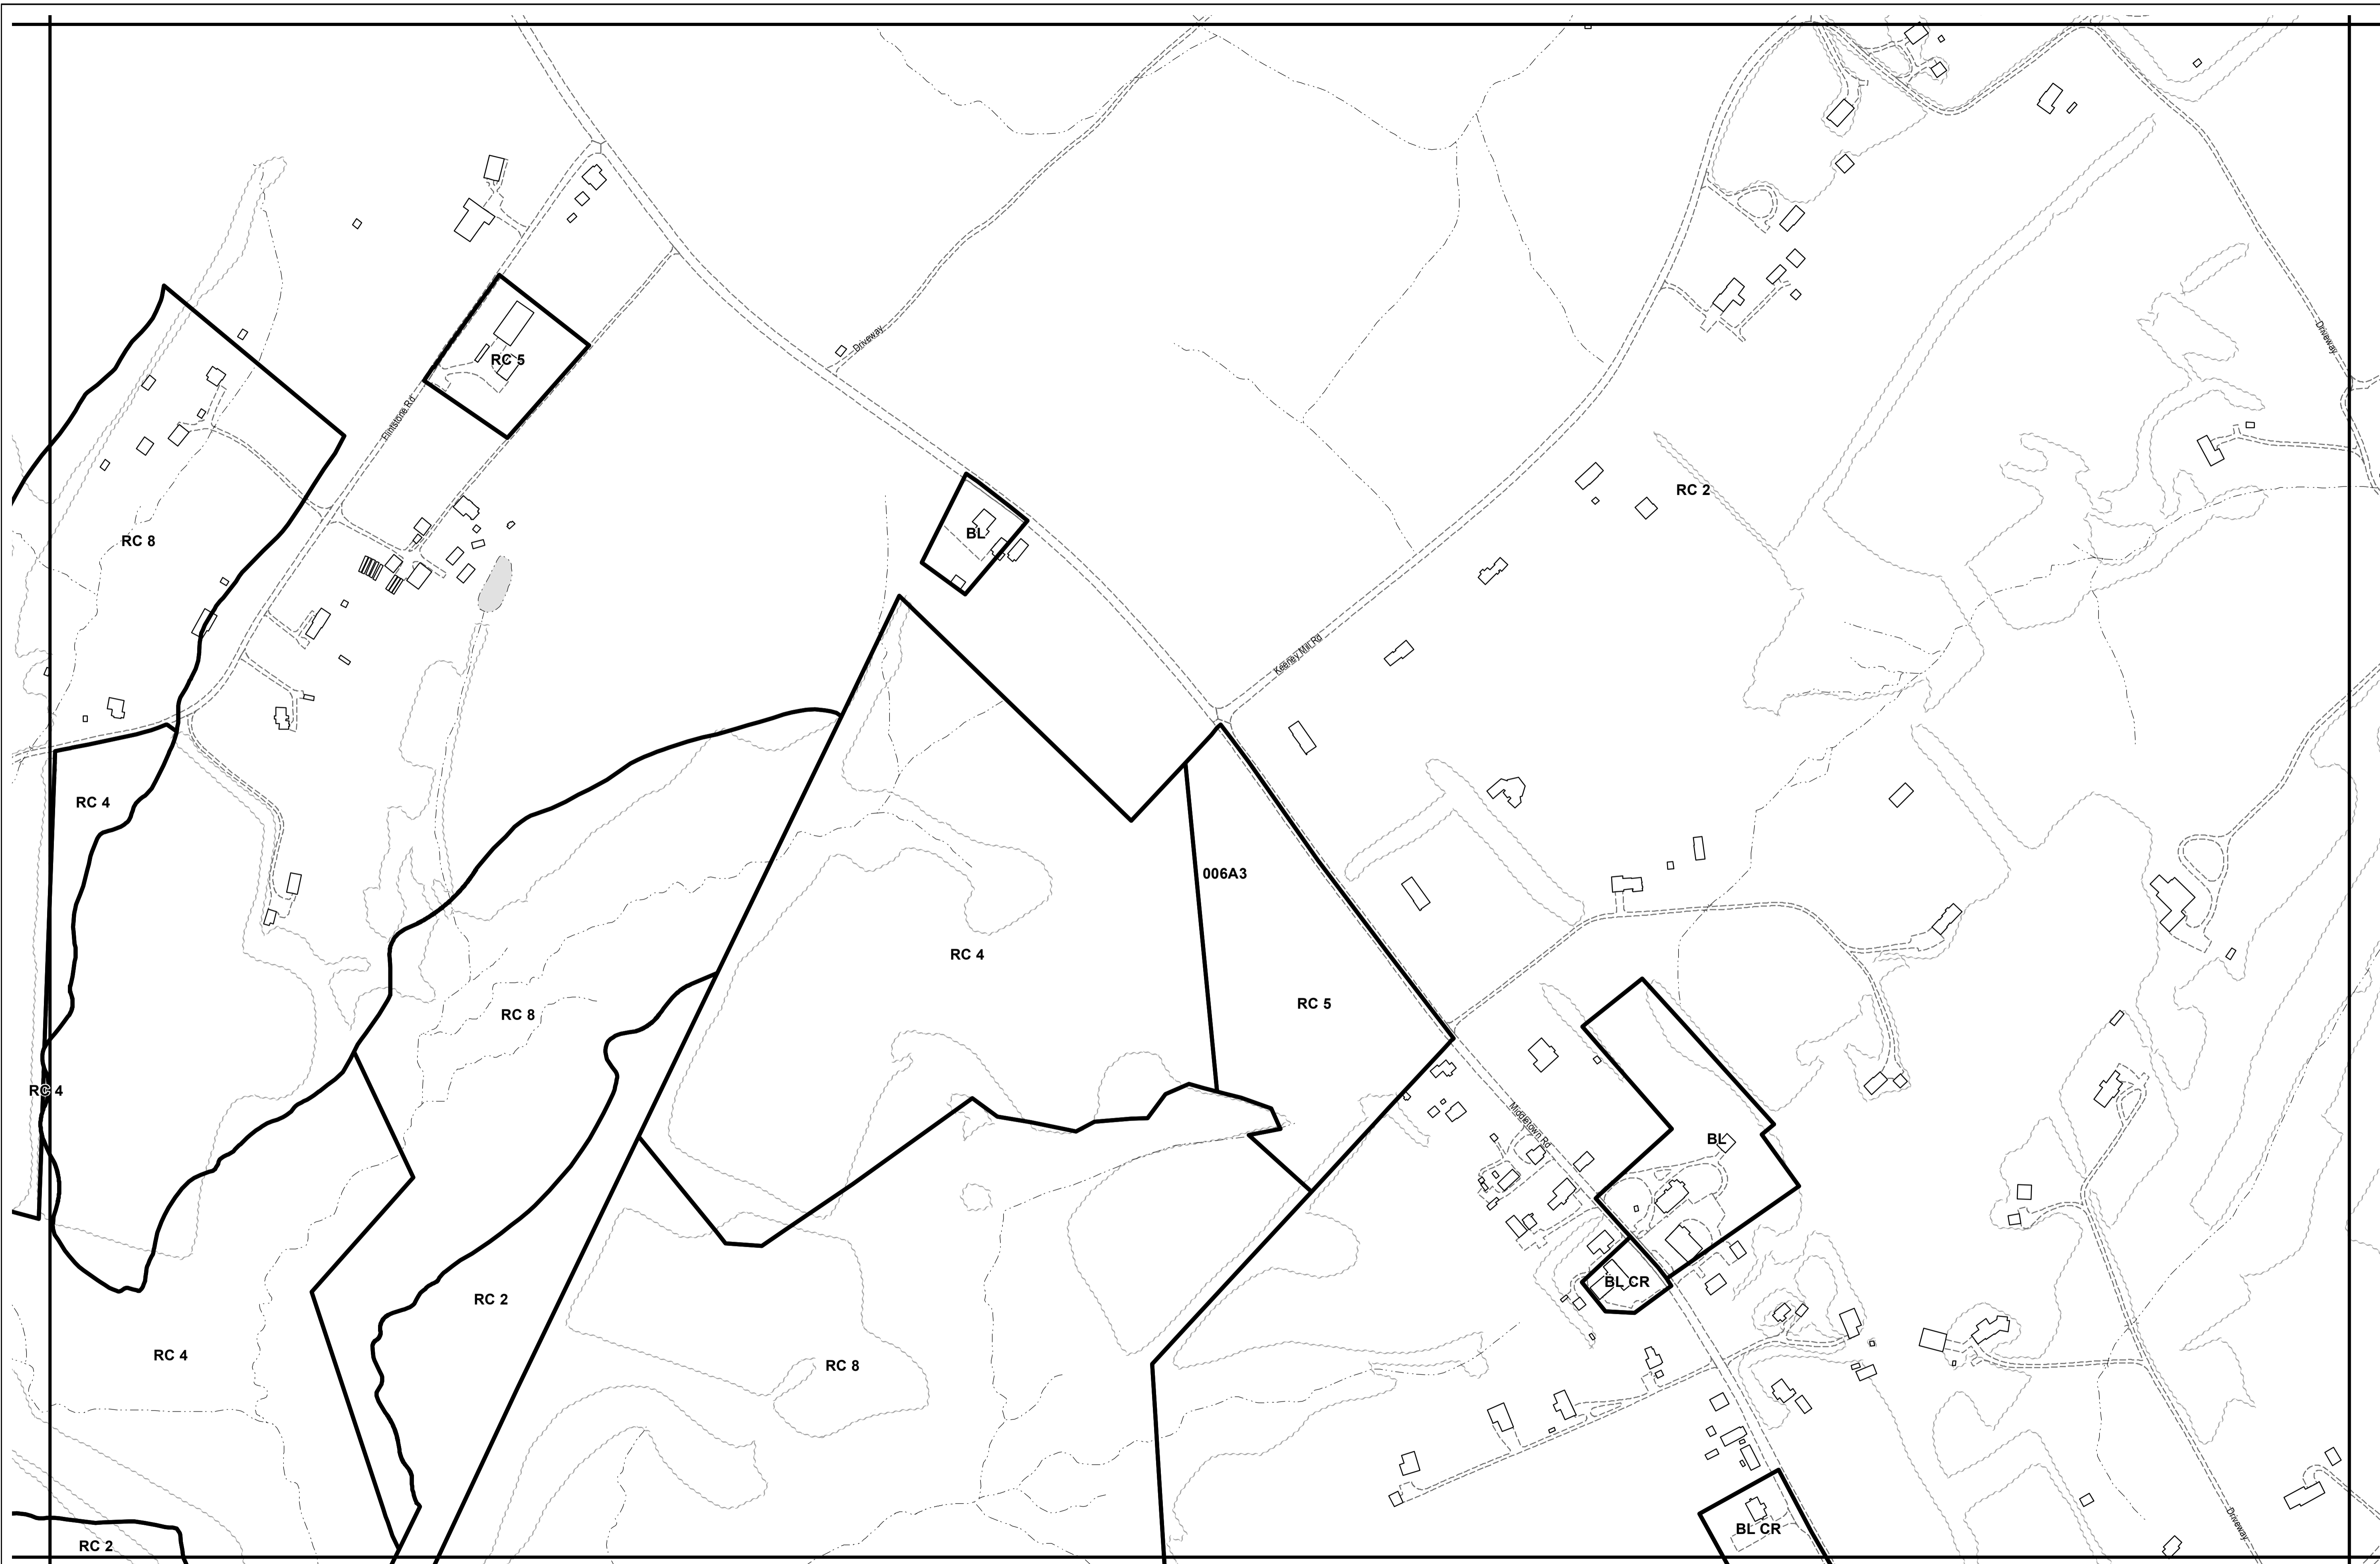 Driveway
Driveway
RC 5
Flintstone Rd
RC 2
BL
RC 8
Keeney Mill Rd
RC 4
006A3
RC 4
RC 5
RC 8
RC 4
Middletown Rd
BL
BL CR
RC 2
RC 4
RC 8
Driveway
BL CR
RC 2